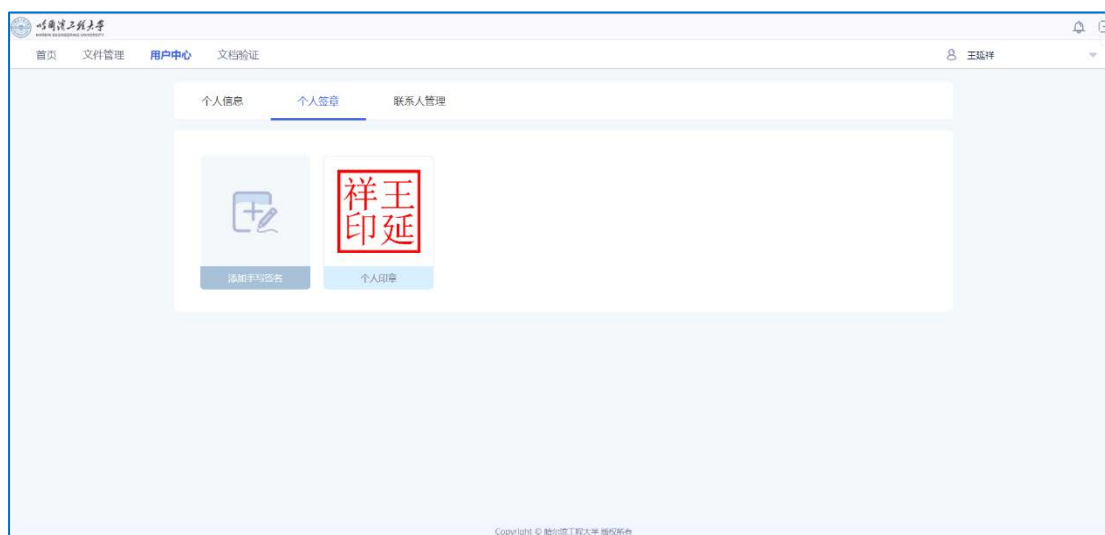 哈尔滨工程大学
HARBIN ENGINEERING UNIVERSITY
首页 文件管理 用户中心 文档验证 王延祥
个人信息 个人签章 联系人管理
祥王
印延
添加手写签名 个人印章
Copyright © 哈尔滨工程大学 版权所有